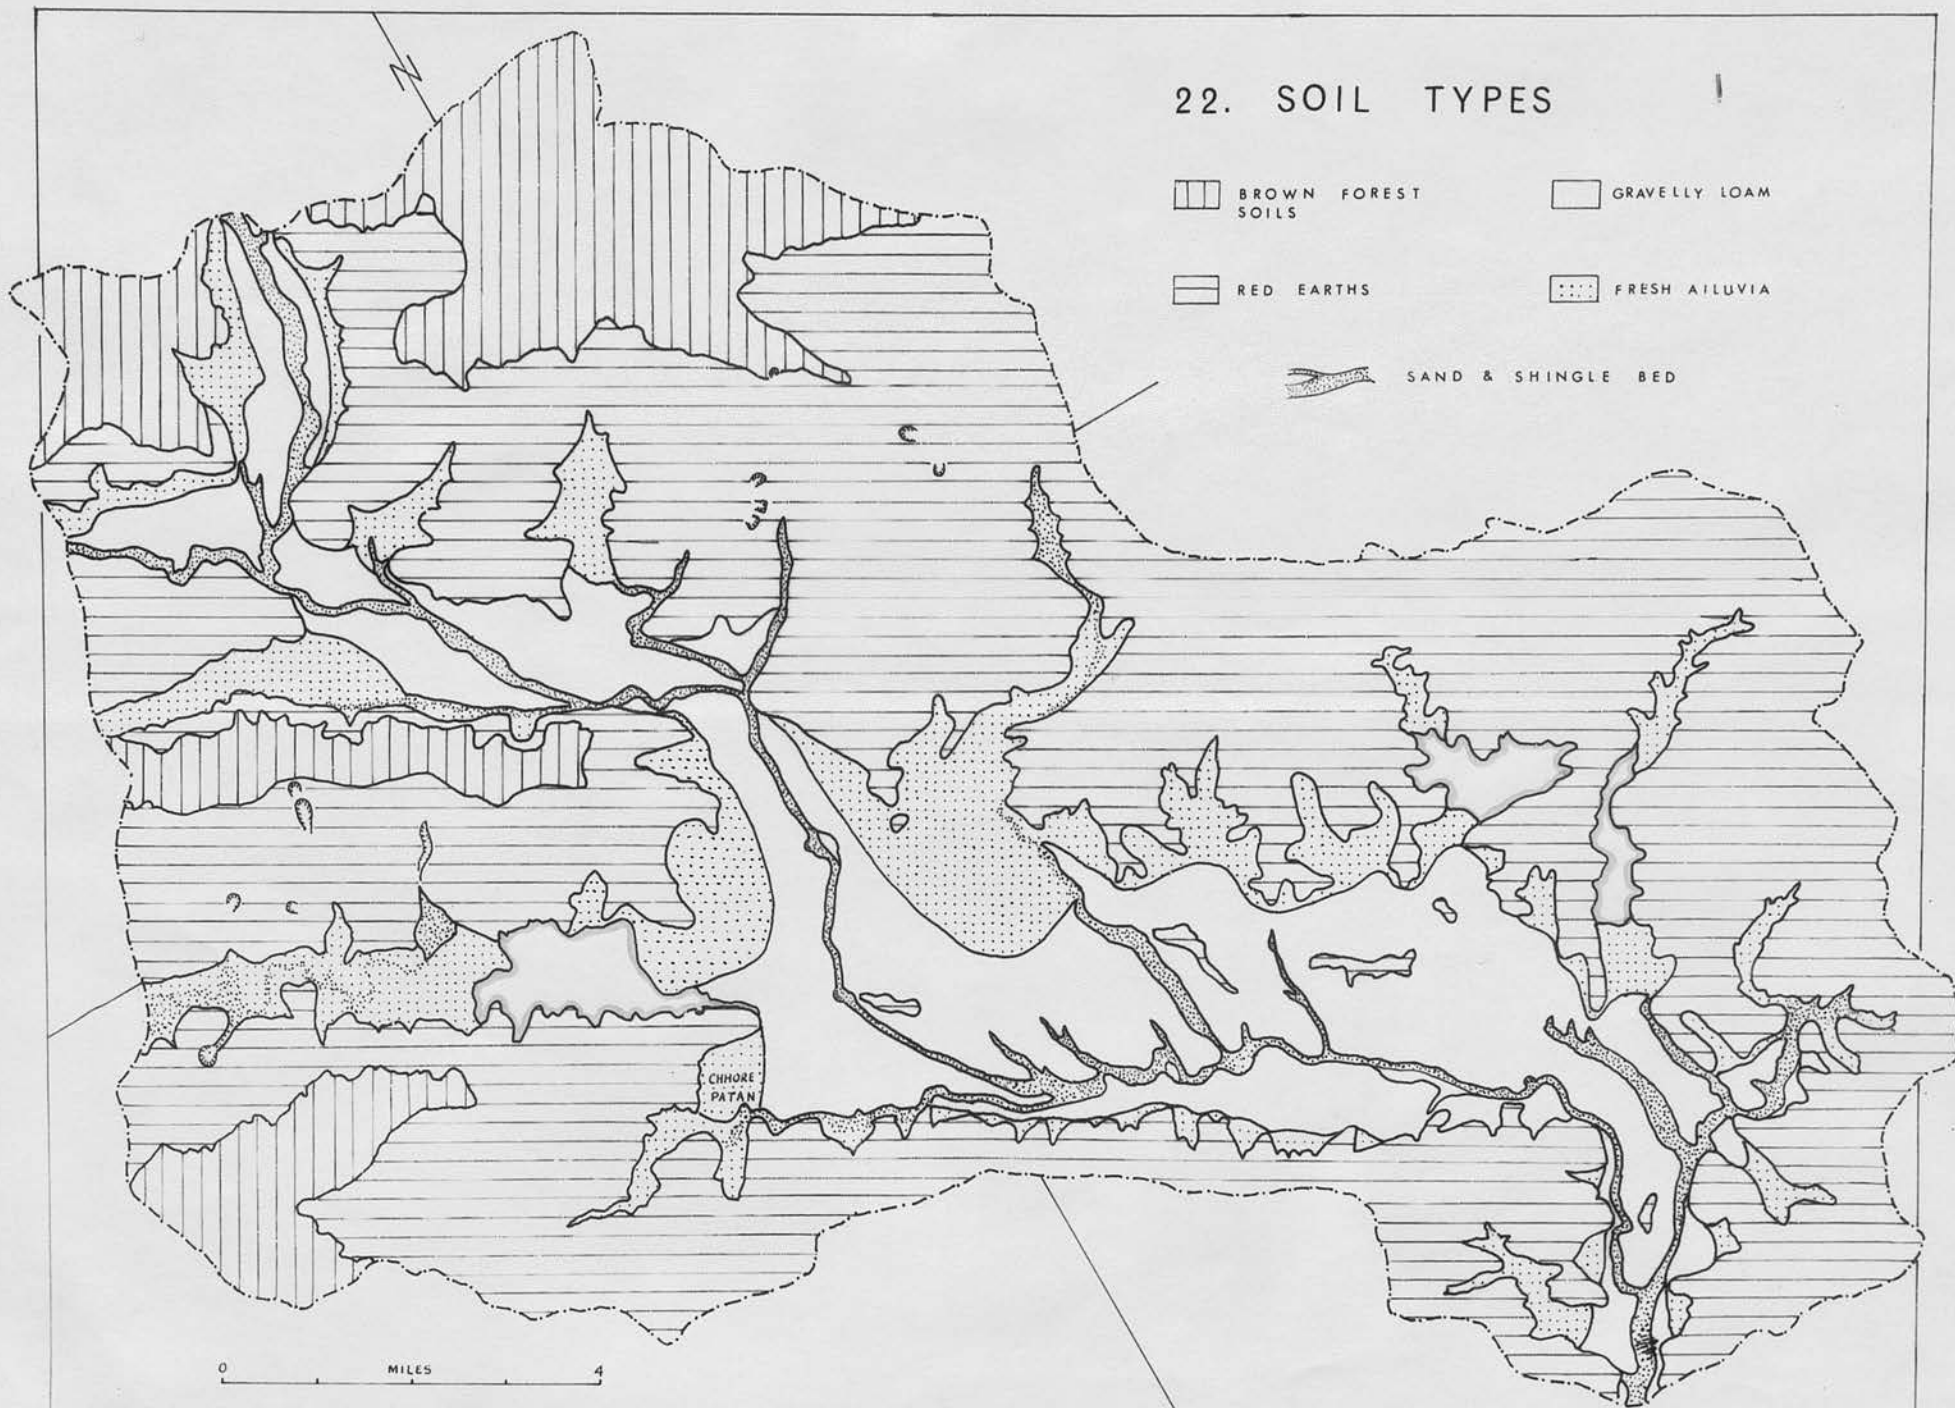 22. SOIL TYPES
BROWN FOREST
SOILS
GRAVELLY LOAM
RED EARTHS
FRESH AILUVIA
SAND & SHINGLE BED
N
CHHORE
PATAN
0 MILES 4